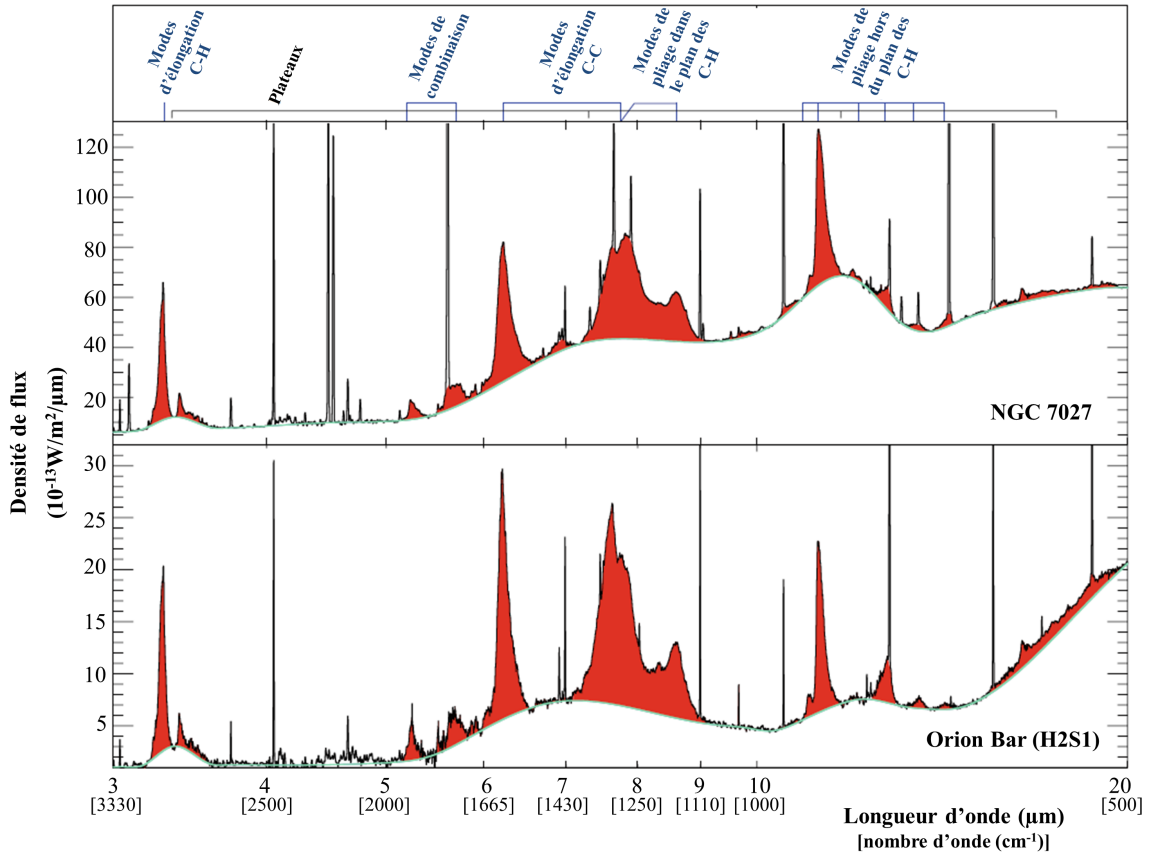 Modes
d'élongation
C-H
Plateaux
Modes de
combinaison
Modes
d'élongation
C-C
Modes de
pliage dans
le plan des
C-H
Modes de
pliage hors
du plan des
C-H
120
100
80
60
40
20
NGC 7027
30
25
20
15
10
5
Orion Bar (H2S1)
Densité de flux
(10⁻¹³W/m²/μm)
3 4 5 6 7 8 9 10 20
[3330] [2500] [2000] [1665] [1430] [1250] [1110] [1000] [500]
Longueur d'onde (μm)
[nombre d'onde (cm⁻¹)]